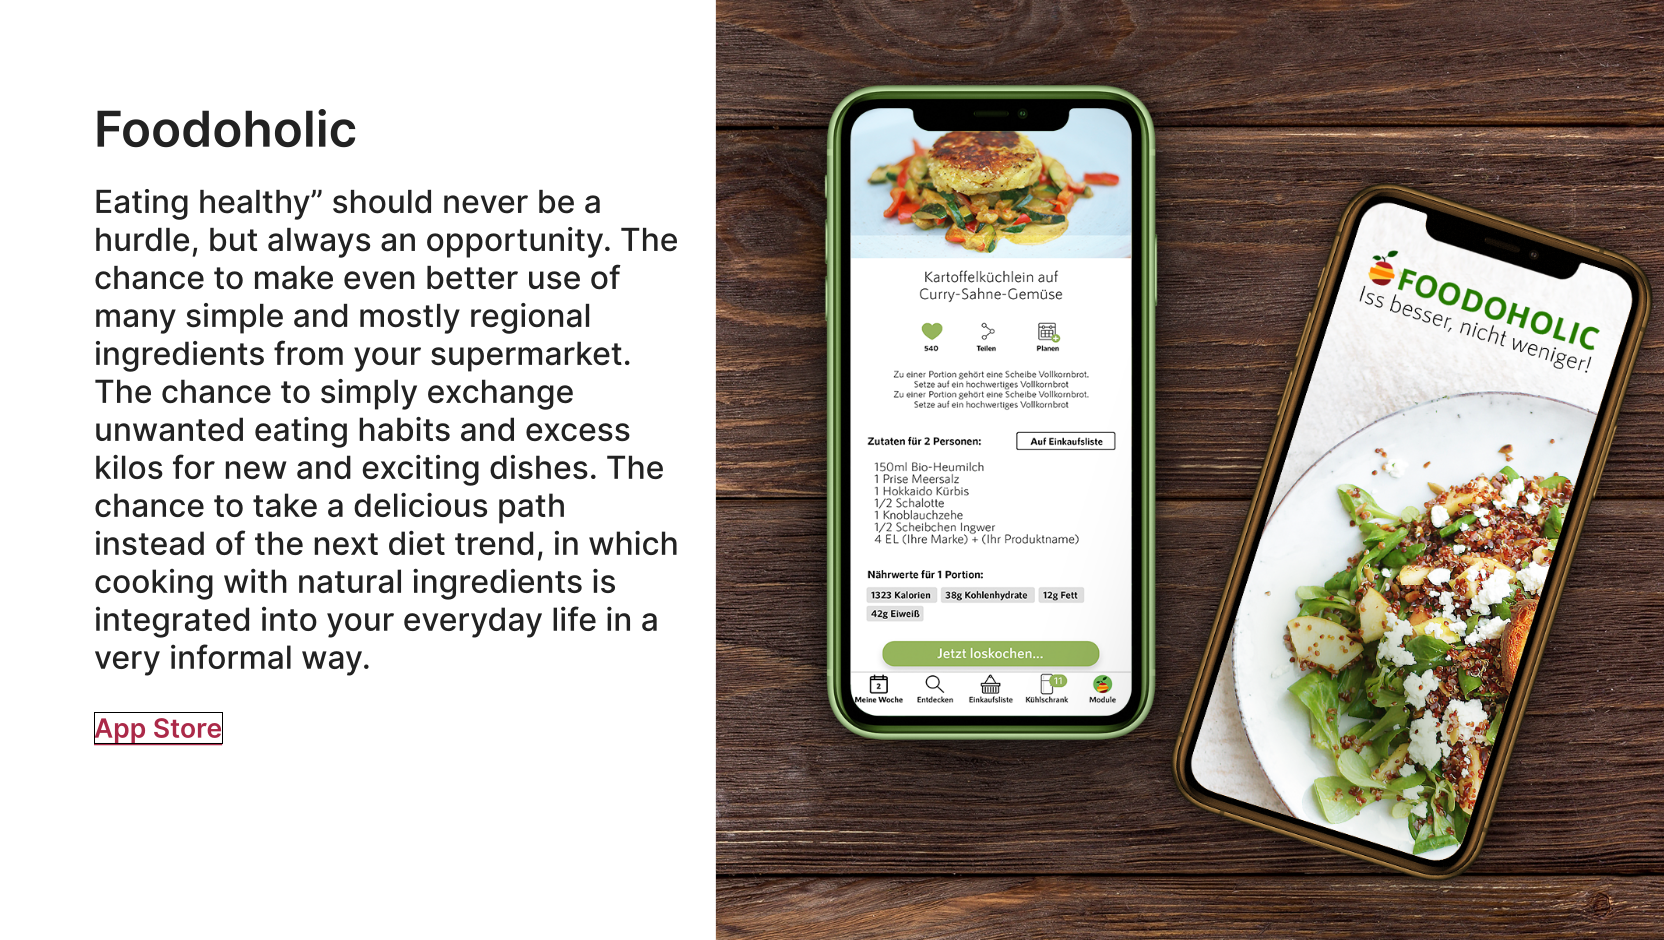 Foodoholic
Eating healthy” should never be a
hurdle, but always an opportunity. The
chance to make even better use of
many simple and mostly regional
ingredients from your supermarket.
The chance to simply exchange
unwanted eating habits and excess
kilos for new and exciting dishes. The
chance to take a delicious path
instead of the next diet trend, in which
cooking with natural ingredients is
integrated into your everyday life in a
very informal way.
App Store
Kartoffelküchlein auf
Curry-Sahne-Gemüse
540 Teilen Planen
Zu einer Portion gehört eine Scheibe Vollkornbrot.
Setze auf ein hochwertiges Vollkornbrot
Zu einer Portion gehört eine Scheibe Vollkornbrot.
Setze auf ein hochwertiges Vollkornbrot
Zutaten für 2 Personen: Auf Einkaufsliste
150ml Bio-Heumilch
1 Prise Meersalz
1 Hokkaido Kürbis
1/2 Schalotte
1 Knoblauchzehe
1/2 Scheibchen Ingwer
4 EL (Ihre Marke) + (Ihr Produktname)
Nährwerte für 1 Portion:
1323 Kalorien 38g Kohlenhydrate 12g Fett
42g Eiweiß
Jetzt loskochen...
2 11
Meine Woche Entdecken Einkaufsliste Kühlschrank Module
FOODOHOLIC
Iss besser, nicht weniger!